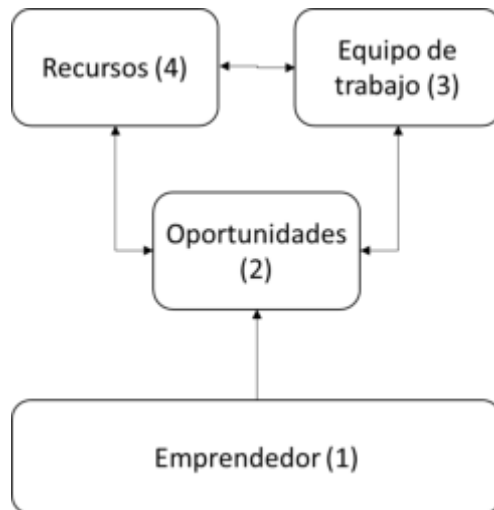 Recursos (4)
Equipo de
trabajo (3)
Oportunidades
(2)
Emprendedor (1)